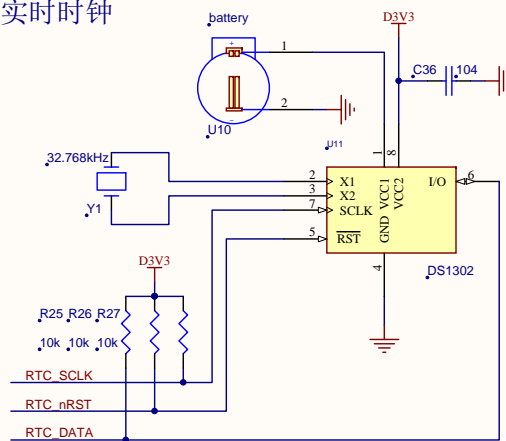 实时时钟
battery
D3V3
1
+
C36 104
2
-
U10
U11
1 8
32.768kHz
2 X1 VCC1 VCC2 I/O 6
3 X2
7 SCLK
Y1
5 RST GND
4
DS1302
D3V3
R25 R26 R27
10k 10k 10k
RTC_SCLK
RTC_nRST
RTC_DATA